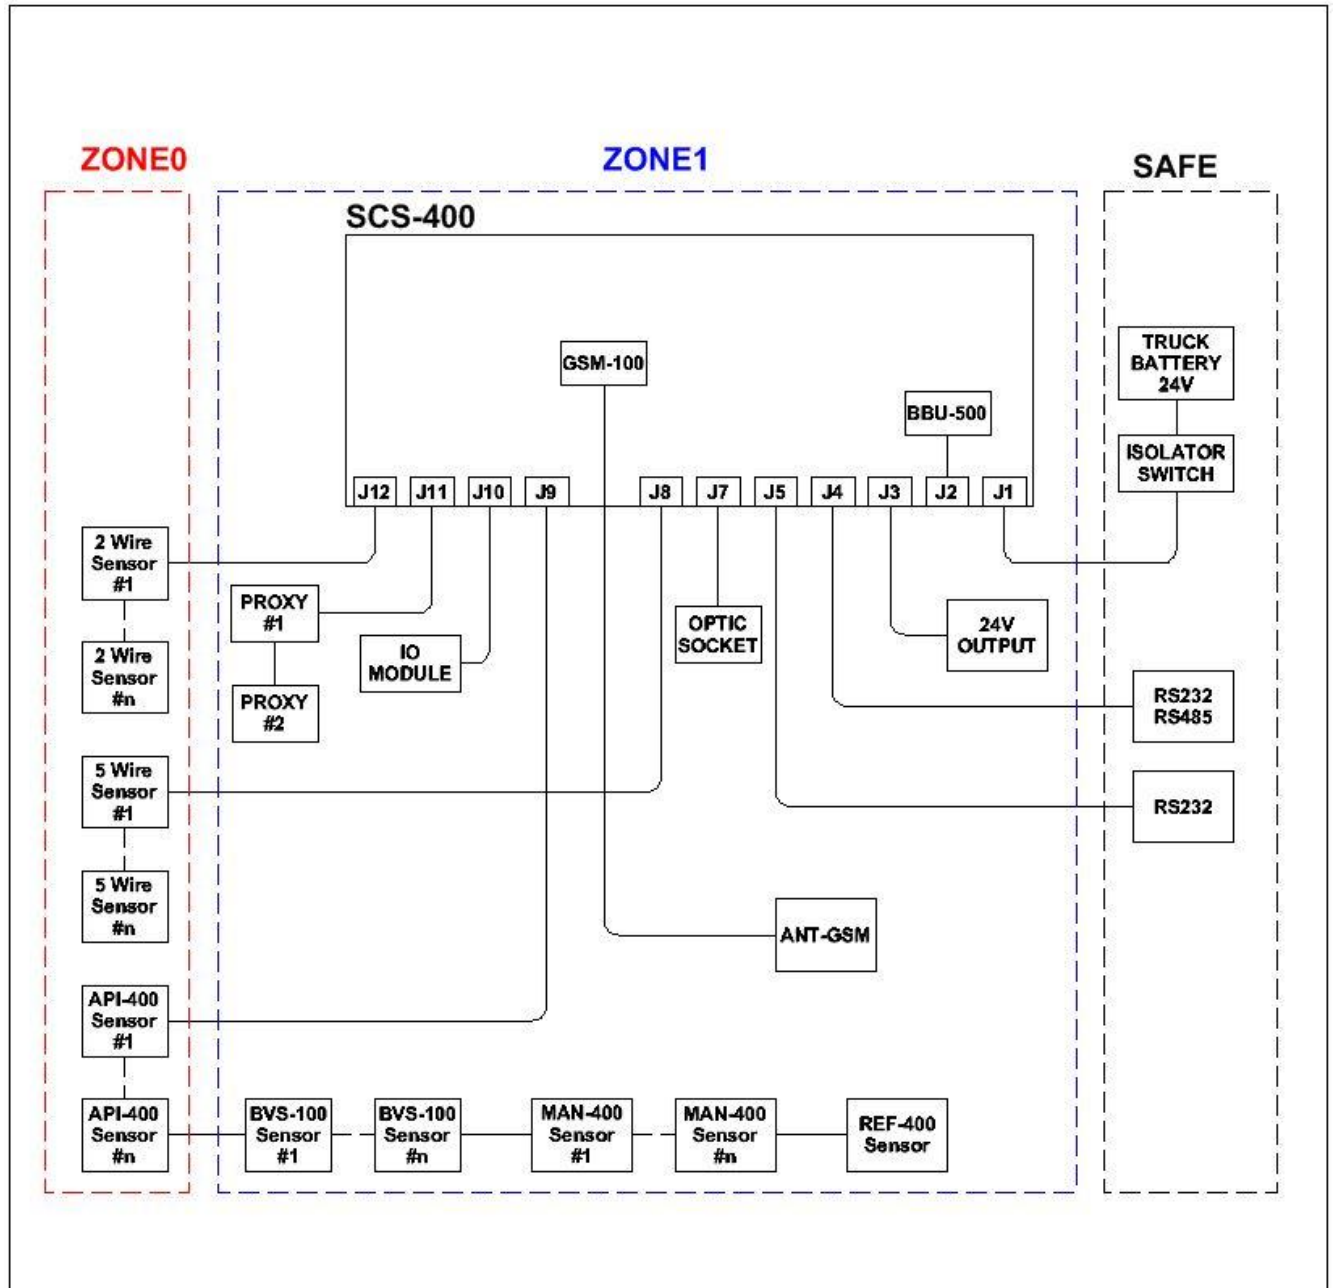 ZONE0
ZONE1
SAFE
SCS-400
GSM-100
BBU-500
TRUCK
BATTERY
24V
ISOLATOR
SWITCH
J12
J11
J10
J9
J8
J7
J5
J4
J3
J2
J1
2 Wire
Sensor
#1
2 Wire
Sensor
#n
PROXY
#1
PROXY
#2
IO
MODULE
OPTIC
SOCKET
24V
OUTPUT
RS232
RS485
RS232
5 Wire
Sensor
#1
5 Wire
Sensor
#n
ANT-GSM
API-400
Sensor
#1
API-400
Sensor
#n
BVS-100
Sensor
#1
BVS-100
Sensor
#n
MAN-400
Sensor
#1
MAN-400
Sensor
#n
REF-400
Sensor